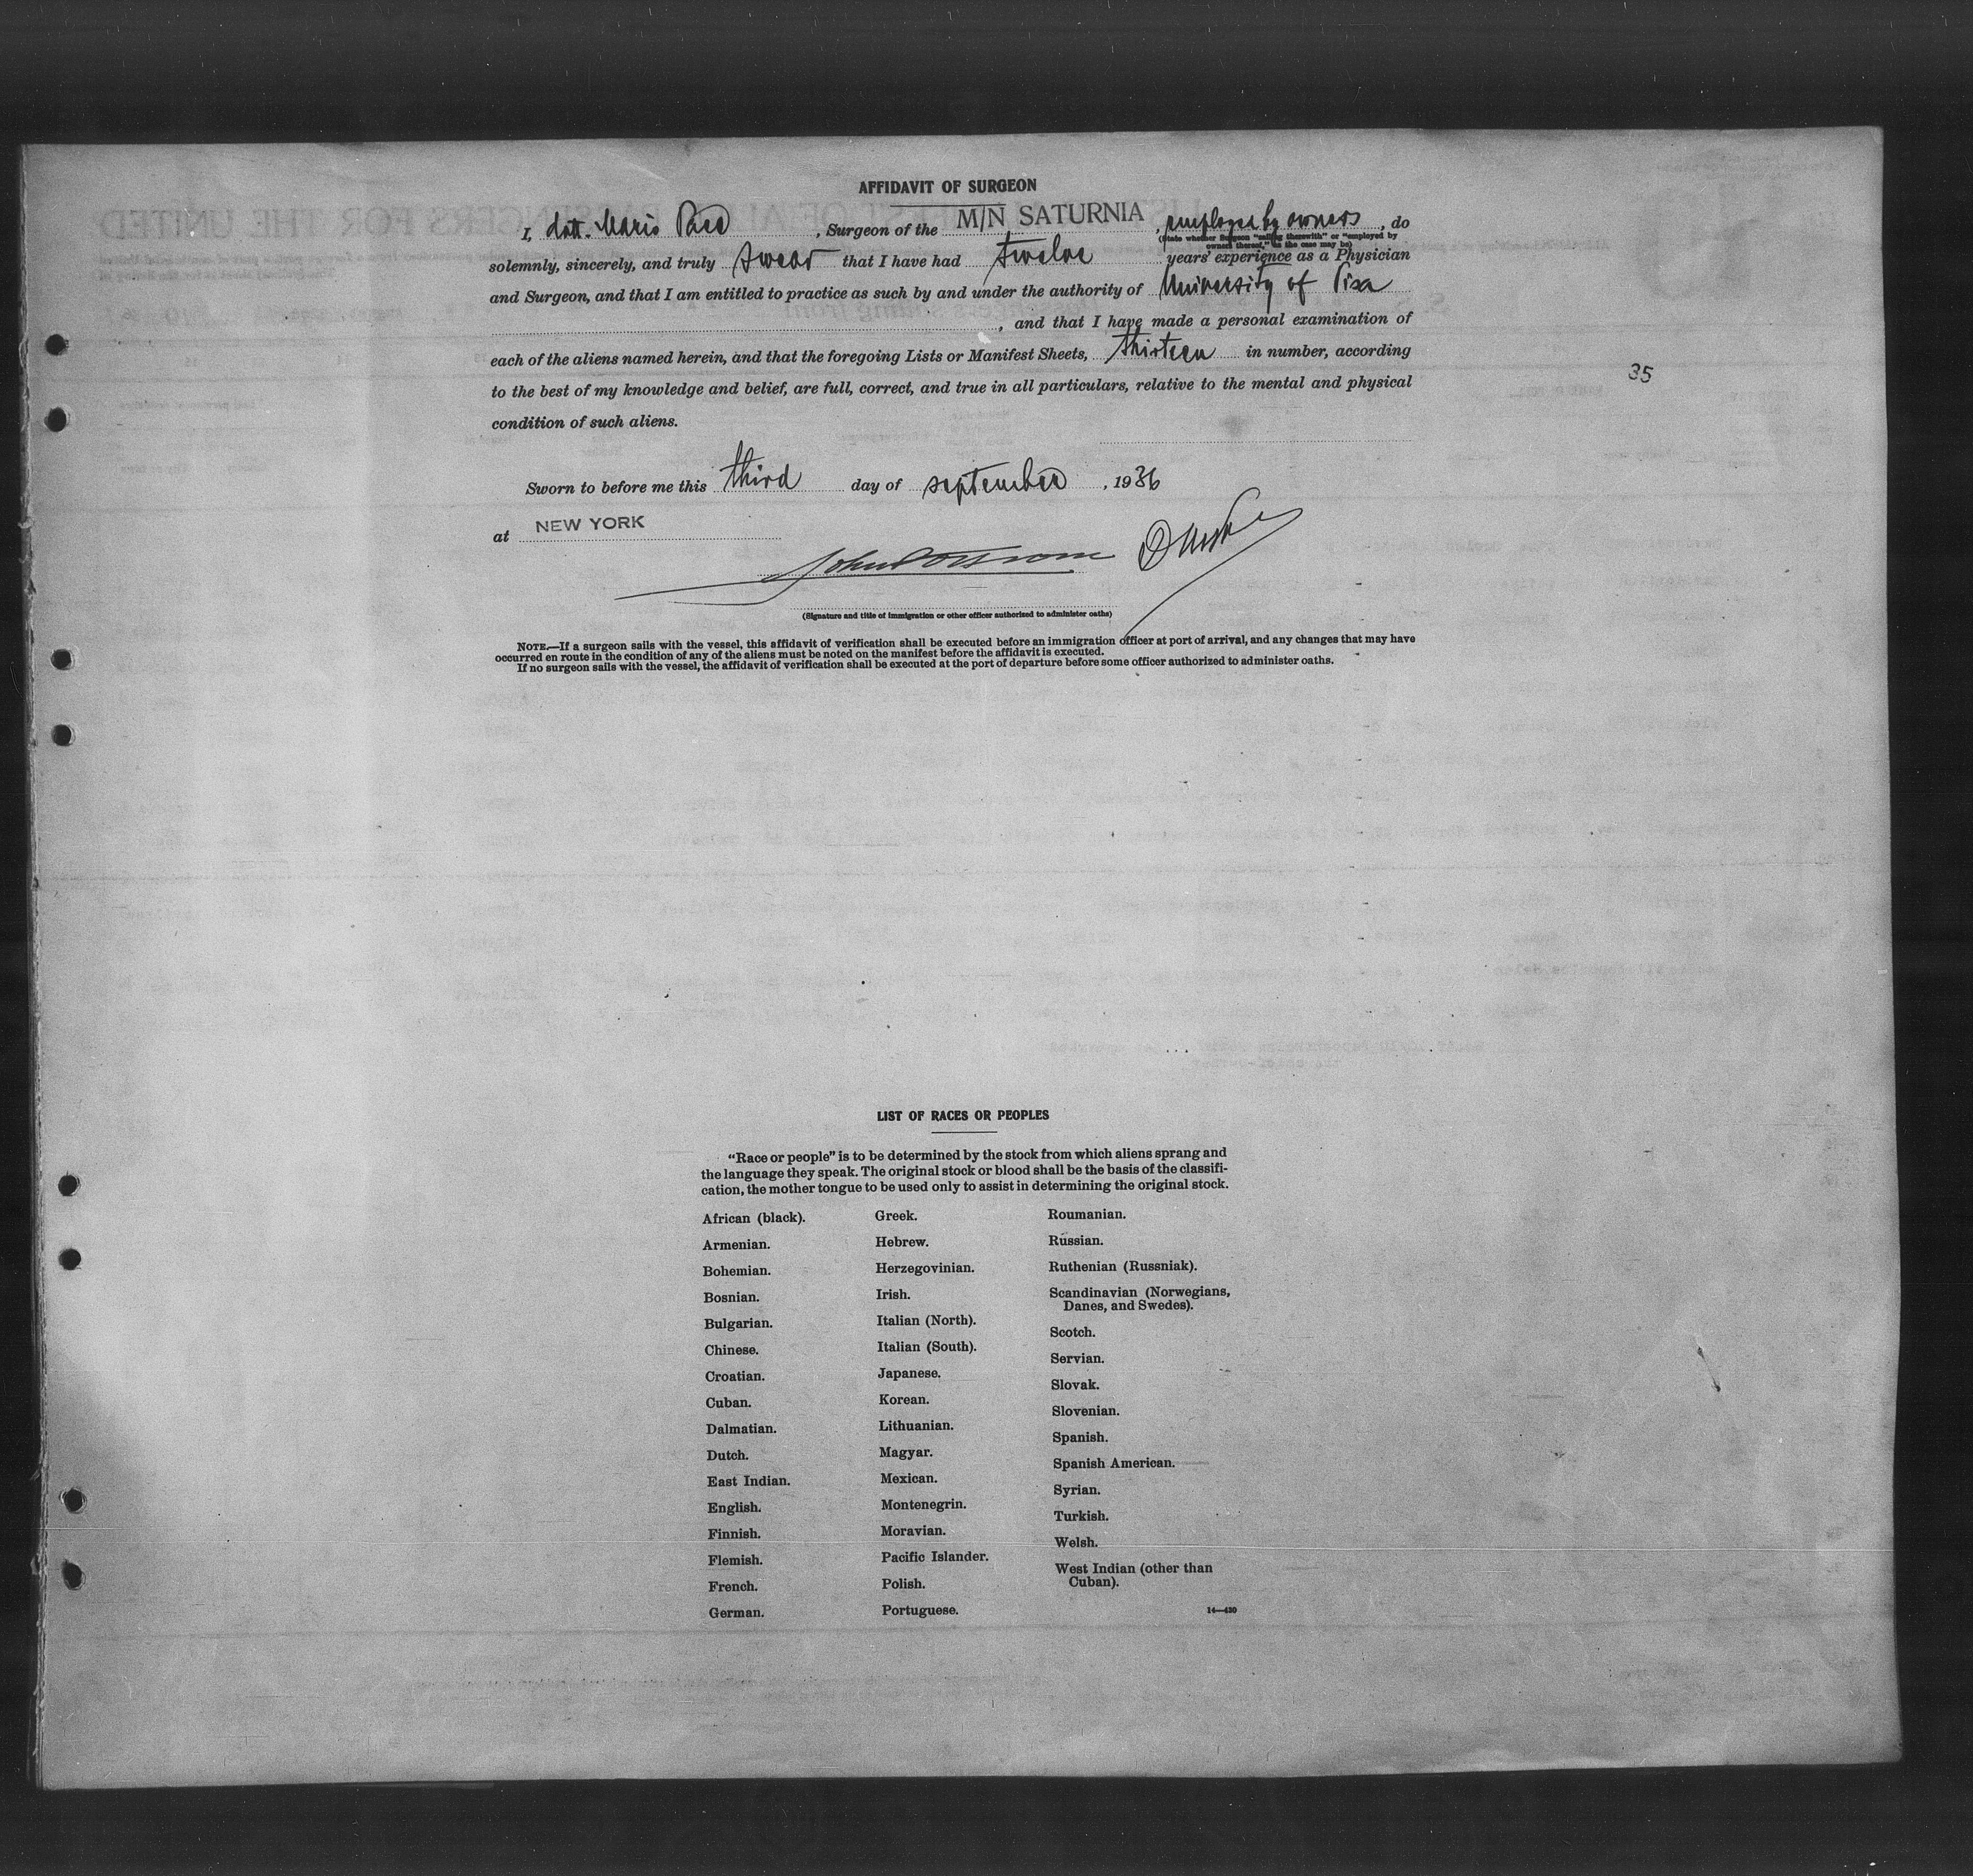 AFFIDAVIT OF SURGEON
I, dott. Mario , Surgeon of the M/N SATURNIA, employee by owners, do
(State whether Surgeon "sailing therewith" or "employed by
owners thereof," as the case may be)
solemnly, sincerely, and truly swear that I have had twelve years' experience as a Physician
and Surgeon, and that I am entitled to practice as such by and under the authority of University of Pisa
, and that I have made a personal examination of
each of the aliens named herein, and that the foregoing Lists or Manifest Sheets, thirteen in number, according
to the best of my knowledge and belief, are full, correct, and true in all particulars, relative to the mental and physical
condition of such aliens.
35
Sworn to before me this third day of september, 1936
at NEW YORK
(Signature and title of immigration or other officer authorized to administer oaths)
NOTE.—If a surgeon sails with the vessel, this affidavit of verification shall be executed before an immigration officer at port of arrival, and any changes that may have
occurred en route in the condition of any of the aliens must be noted on the manifest before the affidavit is executed.
If no surgeon sails with the vessel, the affidavit of verification shall be executed at the port of departure before some officer authorized to administer oaths.
LIST OF RACES OR PEOPLES
"Race or people" is to be determined by the stock from which aliens sprang and
the language they speak. The original stock or blood shall be the basis of the classifi-
cation, the mother tongue to be used only to assist in determining the original stock.
African (black).
Armenian.
Bohemian.
Bosnian.
Bulgarian.
Chinese.
Croatian.
Cuban.
Dalmatian.
Dutch.
East Indian.
English.
Finnish.
Flemish.
French.
German.
Greek.
Hebrew.
Herzegovinian.
Irish.
Italian (North).
Italian (South).
Japanese.
Korean.
Lithuanian.
Magyar.
Mexican.
Montenegrin.
Moravian.
Pacific Islander.
Polish.
Portuguese.
Roumanian.
Russian.
Ruthenian (Russniak).
Scandinavian (Norwegians,
Danes, and Swedes).
Scotch.
Servian.
Slovak.
Slovenian.
Spanish.
Spanish American.
Syrian.
Turkish.
Welsh.
West Indian (other than
Cuban).
14—430